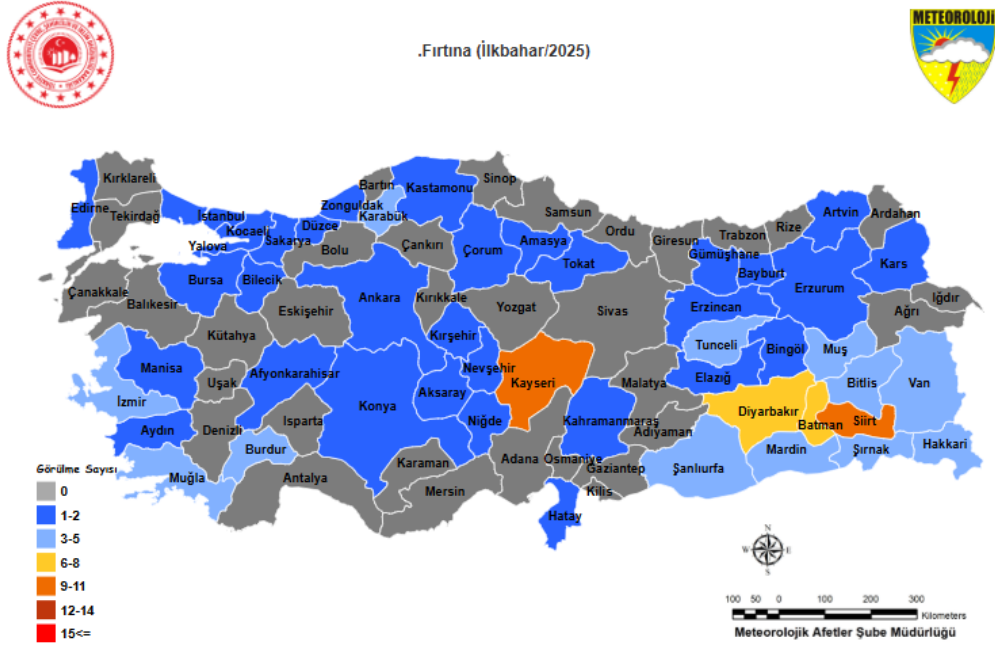 METEOROLOJİ
.Fırtına (İlkbahar/2025)
Kırklareli
Edirne
Tekirdağ
İstanbul
Kocaeli
Yalova
Sakarya
Düzce
Zonguldak
Bartın
Karabük
Kastamonu
Sinop
Samsun
Ordu
Giresun
Trabzon
Rize
Artvin
Ardahan
Bolu
Çankırı
Çorum
Amasya
Tokat
Gümüşhane
Bayburt
Erzurum
Kars
Iğdır
Ağrı
Çanakkale
Balıkesir
Bursa
Bilecik
Eskişehir
Ankara
Kırıkkale
Yozgat
Sivas
Erzincan
Kütahya
Kırşehir
Tunceli
Bingöl
Muş
Manisa
Uşak
Afyonkarahisar
Nevşehir
Kayseri
Malatya
Elazığ
Bitlis
Van
İzmir
Aksaray
Konya
Niğde
Kahramanmaraş
Adıyaman
Diyarbakır
Batman
Siirt
Aydın
Denizli
Isparta
Burdur
Hakkari
Şırnak
Mardin
Şanlıurfa
Gaziantep
Osmaniye
Adana
Karaman
Mersin
Antalya
Muğla
Kilis
Hatay
Görülme Sayısı
0
1-2
3-5
6-8
9-11
12-14
15<=
N
W E
S
100 50 0 100 200 300
Kilometers
Meteorolojik Afetler Şube Müdürlüğü